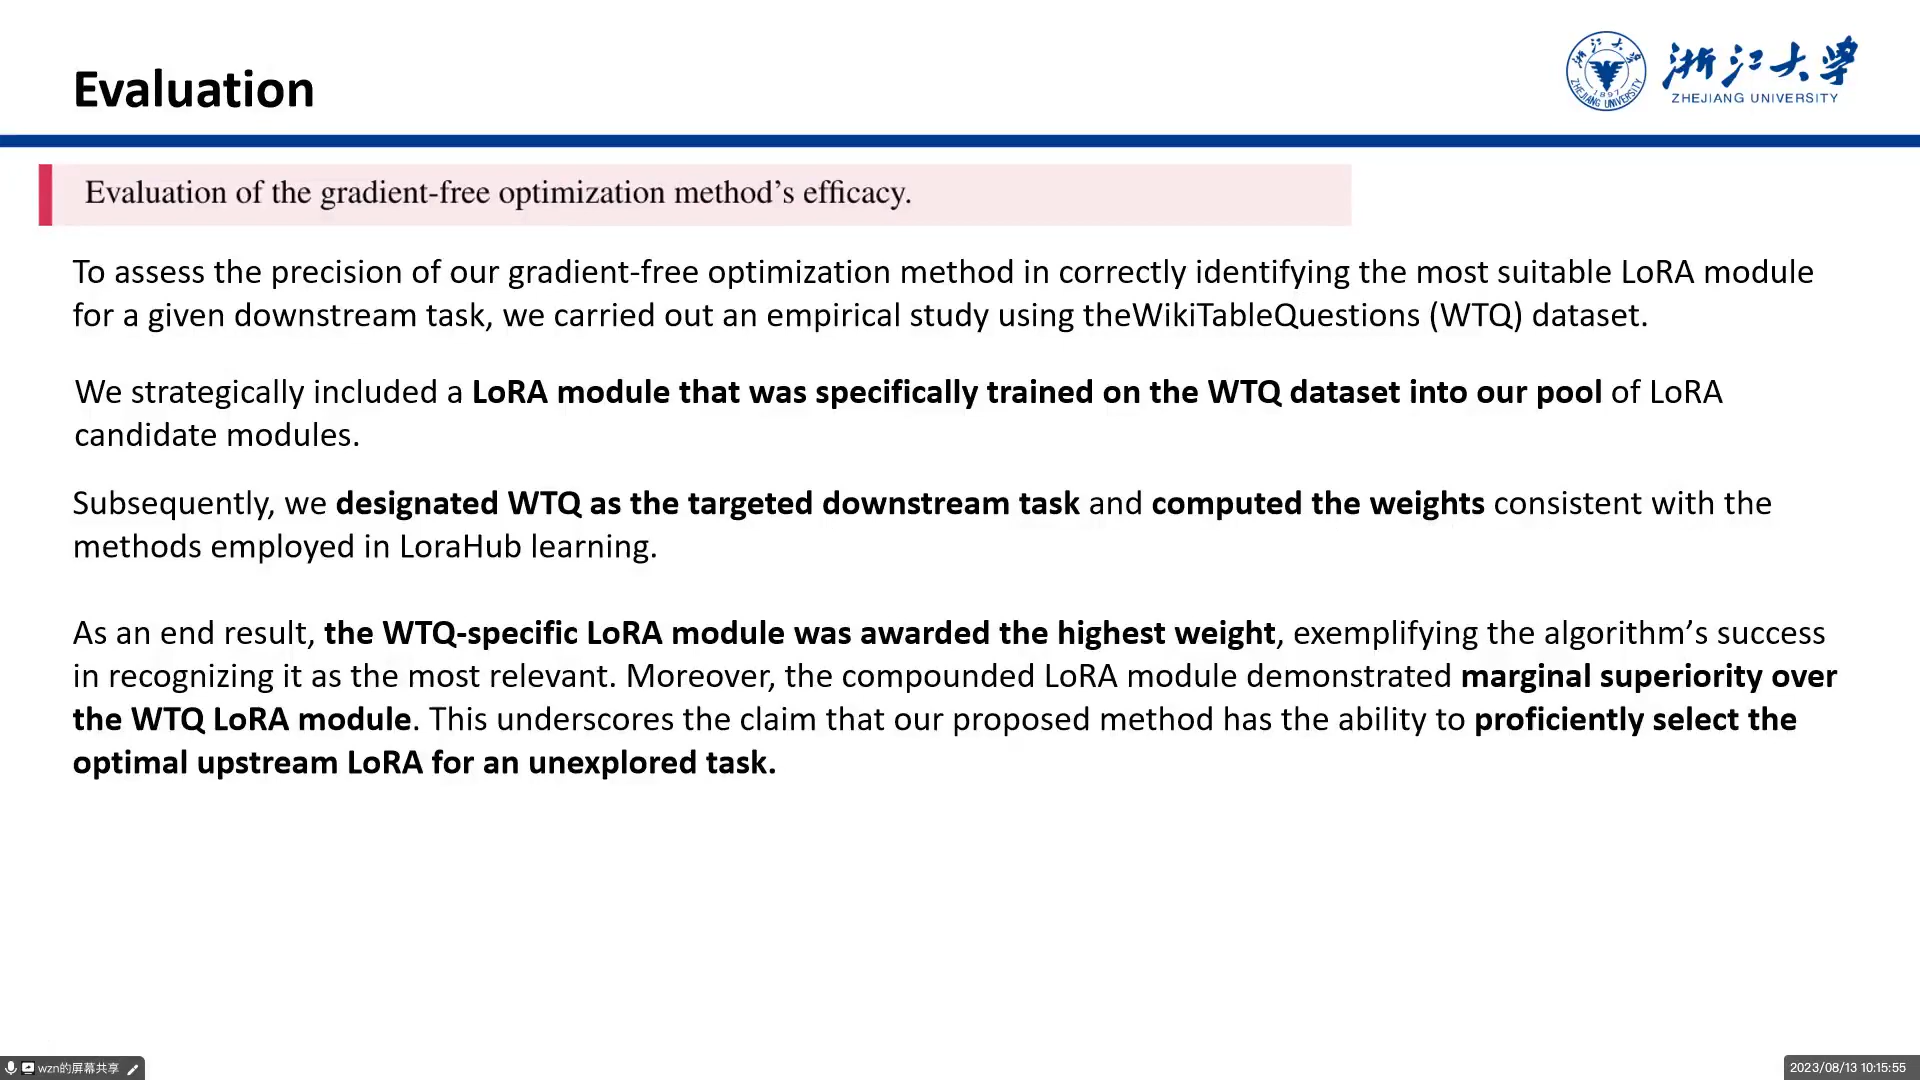 Evaluation
浙江大学
ZHEJIANG UNIVERSITY
浙江大学
1897
ZHEJIANG UNIVERSITY
Evaluation of the gradient-free optimization method’s efficacy.
To assess the precision of our gradient-free optimization method in correctly identifying the most suitable LoRA module
for a given downstream task, we carried out an empirical study using theWikiTableQuestions (WTQ) dataset.
We strategically included a LoRA module that was specifically trained on the WTQ dataset into our pool of LoRA
candidate modules.
Subsequently, we designated WTQ as the targeted downstream task and computed the weights consistent with the
methods employed in LoraHub learning.
As an end result, the WTQ-specific LoRA module was awarded the highest weight, exemplifying the algorithm’s success
in recognizing it as the most relevant. Moreover, the compounded LoRA module demonstrated marginal superiority over
the WTQ LoRA module. This underscores the claim that our proposed method has the ability to proficiently select the
optimal upstream LoRA for an unexplored task.
wzn的屏幕共享
2023/08/13 10:15:55